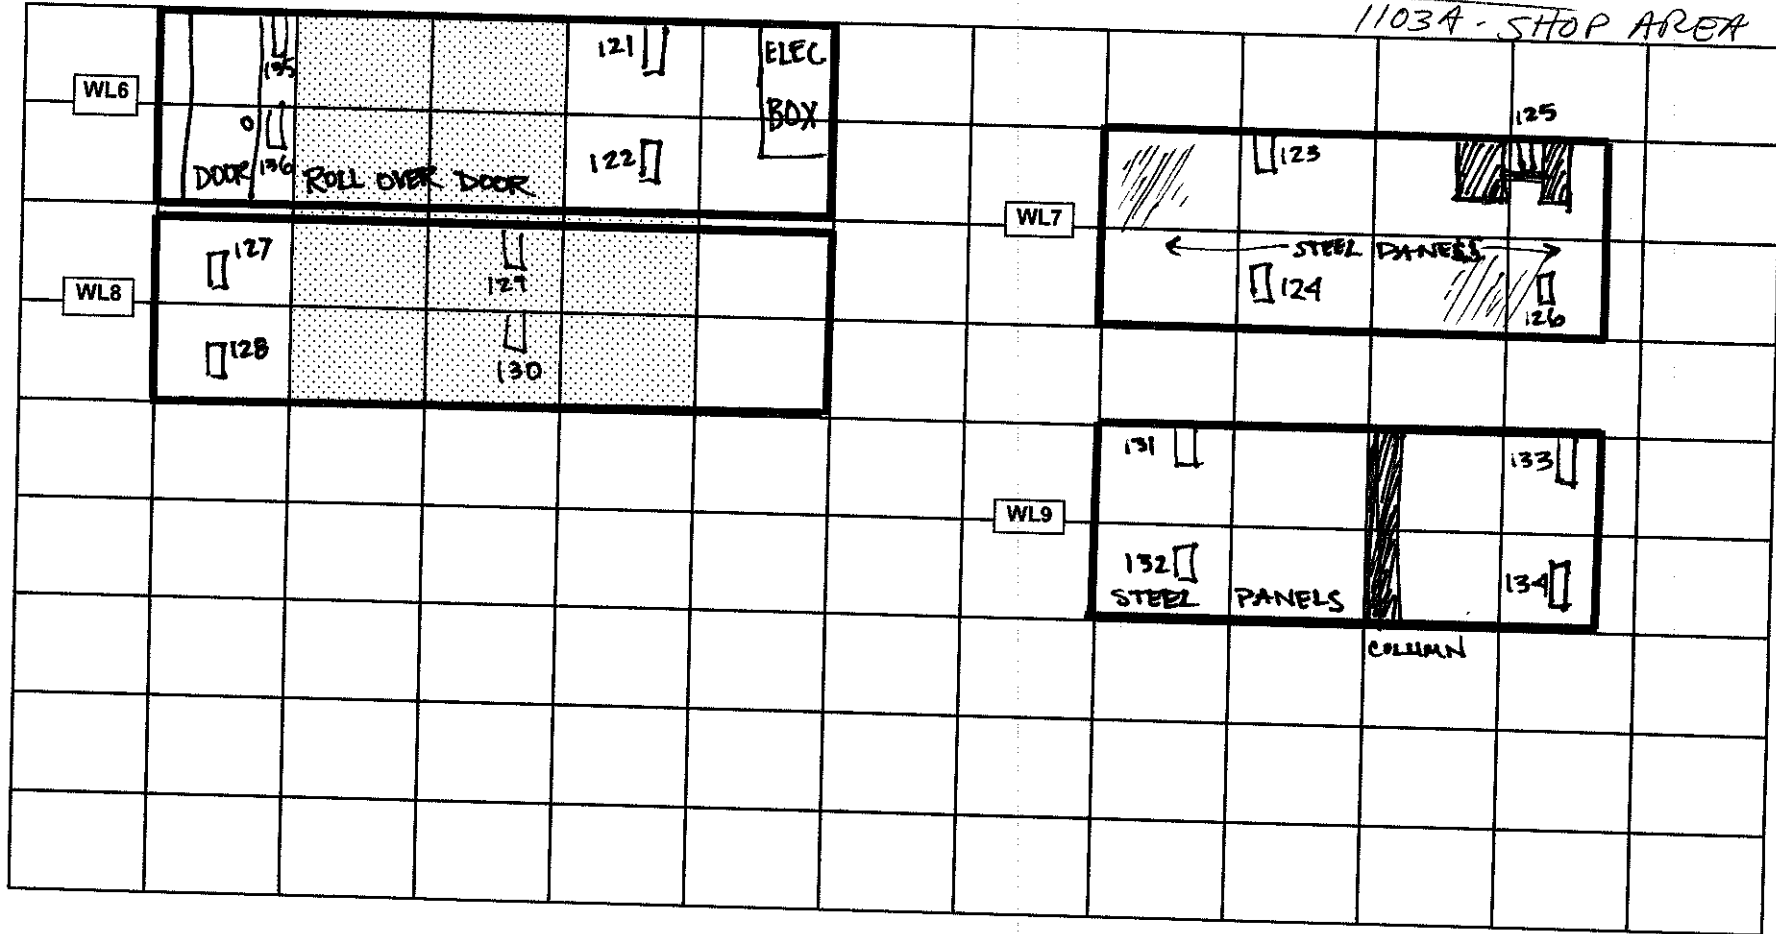 1103A - SHOP AREA
WL6
135
121
ELEC
BOX
136
DOOR
ROLL OVER DOOR
122
WL7
125
123
STEEL PANELS
124
126
WL8
127
129
128
130
WL9
131
133
132
134
STEEL PANELS
COLUMN